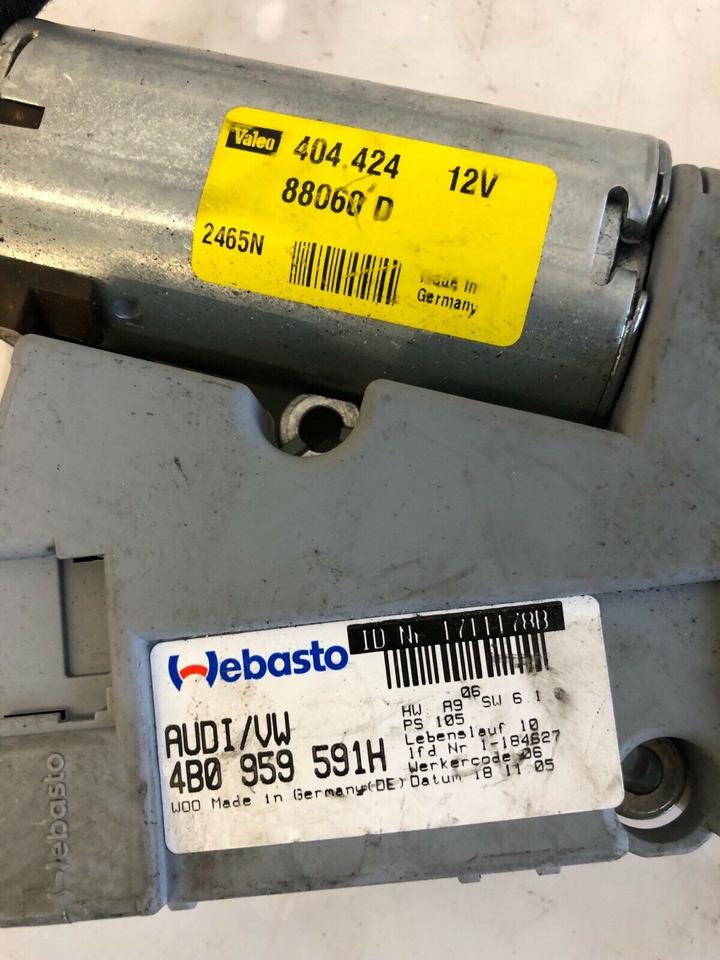 Valeo 404.424 12V
88060 D
2465N
made in
Germany
Webasto ID Nr 1711178B
HW A9 06 SW 6.1
PS 105
Lebenslauf 10
lfd Nr 1-184627
Werkercode 06
Datum 18 11 05
AUDI/VW
4B0 959 591H
WOO Made in Germany(DE)
Webasto